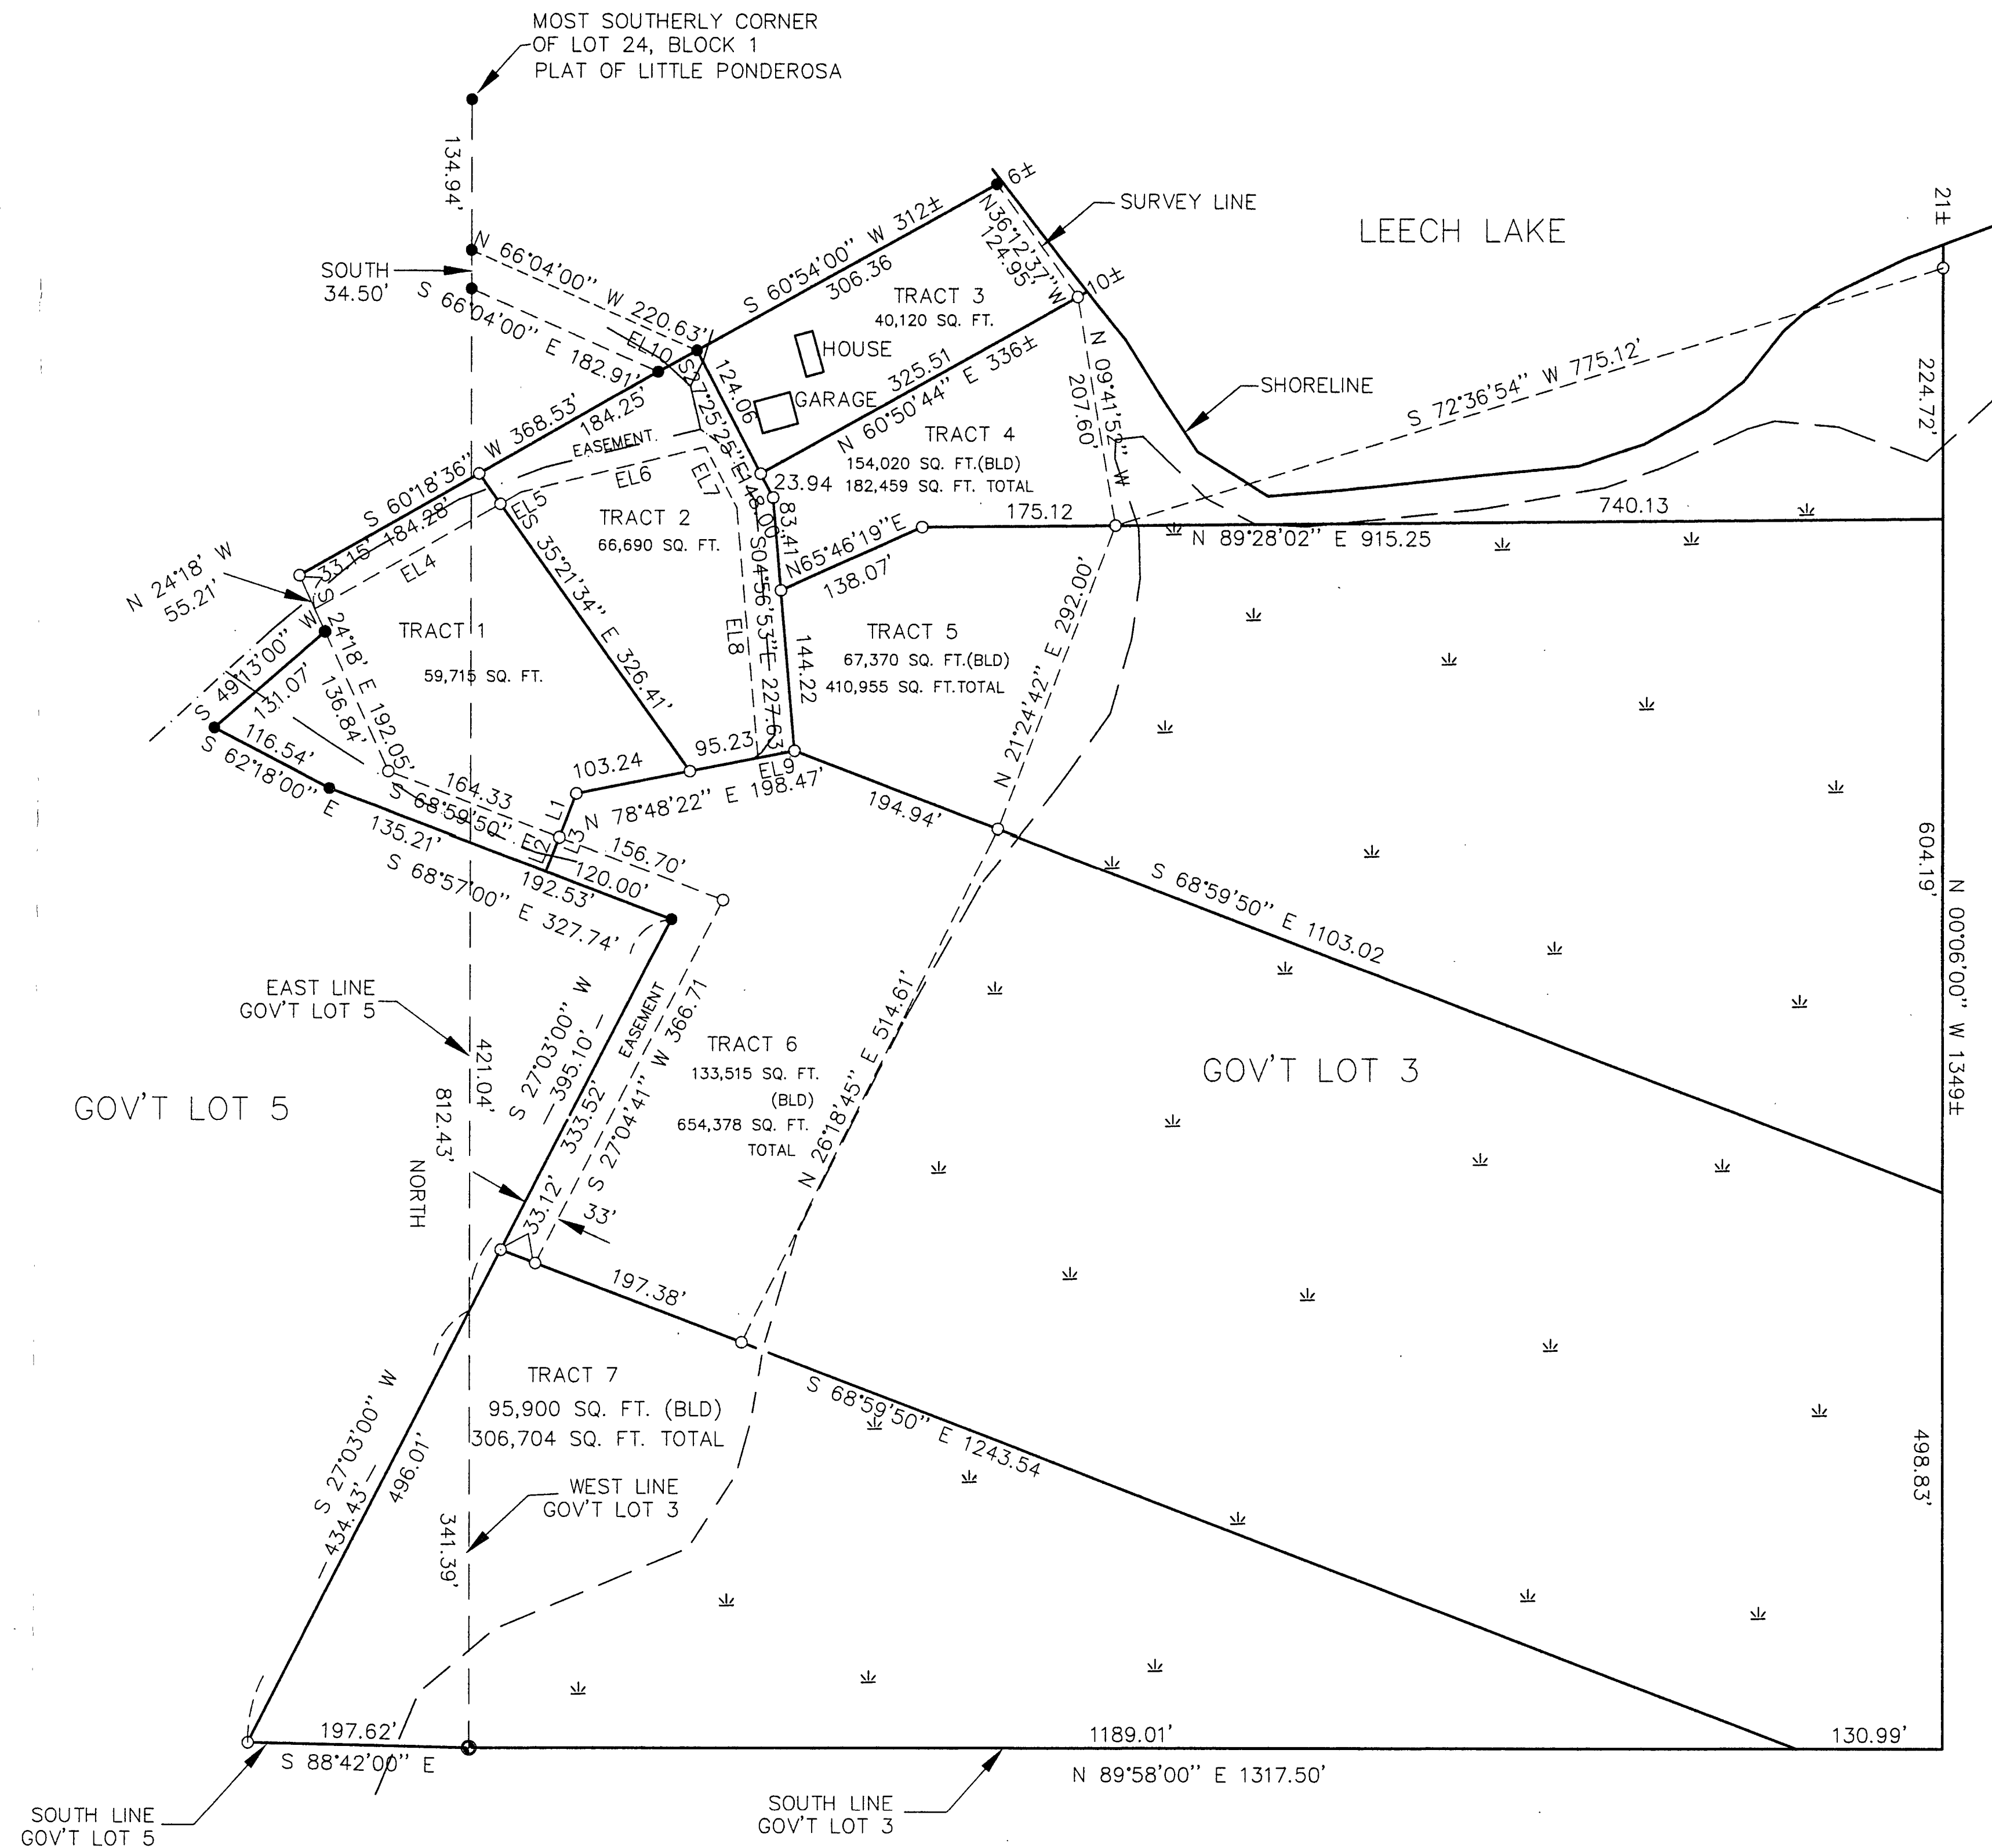 MOST SOUTHERLY CORNER
OF LOT 24, BLOCK 1
PLAT OF LITTLE PONDEROSA
134.94'
SOUTH
34.50'
N 66°04'00" W 220.63'
S 66°04'00" E 182.91'
EL10
S 60°54'00" W 312±
306.36
6±
N36°12'37"W
124.95'
10±
SURVEY LINE
LEECH LAKE
21±
TRACT 3
40,120 SQ. FT.
HOUSE
GARAGE
124.06
S27°25'25"E 148.00'
325.51
N 60°50'44" E 336±
N 09°41'52" W
207.60'
SHORELINE
S 72°36'54" W 775.12'
224.72'
S 60°18'36" W 368.53'
184.25'
184.28'
33.15'
EASEMENT
EL4
EL5
EL6
EL7
EL8
EL9
TRACT 4
154,020 SQ. FT.(BLD)
182,459 SQ. FT. TOTAL
23.94
83.41
175.12
740.13
N 89°28'02" E 915.25
N65°46'19"E
138.07'
TRACT 2
66,690 SQ. FT.
S 35°21'34" E 326.41'
S04°56'53"E 227.63
144.22
N 24°18' W
55.21'
S 24°18' E 192.05'
136.84'
S 49°13'00" W
131.07'
TRACT 1
59,715 SQ. FT.
TRACT 5
67,370 SQ. FT.(BLD)
410,955 SQ. FT.TOTAL
N 21°24'42" E 292.00'
116.54'
S 62°18'00" E
103.24
95.23
N 78°48'22" E 198.47'
L1
L2
L3
164.33
S 68°59'50" E
156.70'
120.00'
135.21'
192.53'
S 68°57'00" E 327.74'
194.94'
S 68°59'50" E 1103.02
604.19'
N 00°06'00" W 1349±
EAST LINE
GOV'T LOT 5
421.04'
812.43'
NORTH
GOV'T LOT 5
S 27°03'00" W
395.10'
333.52'
EASEMENT
S 27°04'41" W 366.71
33.12'
33'
TRACT 6
133,515 SQ. FT.
(BLD)
654,378 SQ. FT.
TOTAL
N 26°18'45" E 514.61'
GOV'T LOT 3
197.38'
S 68°59'50" E 1243.54
498.83'
TRACT 7
95,900 SQ. FT. (BLD)
306,704 SQ. FT. TOTAL
S 27°03'00" W
434.43'
496.01'
WEST LINE
GOV'T LOT 3
341.39'
197.62'
S 88°42'00" E
1189.01'
130.99'
N 89°58'00" E 1317.50'
SOUTH LINE
GOV'T LOT 5
SOUTH LINE
GOV'T LOT 3